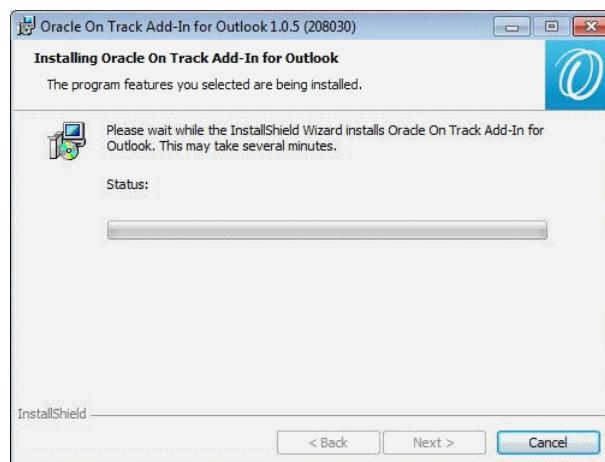 Oracle On Track Add-In for Outlook 1.0.5 (208030)
Installing Oracle On Track Add-In for Outlook
The program features you selected are being installed.
Please wait while the InstallShield Wizard installs Oracle On Track Add-In for
Outlook. This may take several minutes.
Status:
InstallShield
< Back
Next >
Cancel